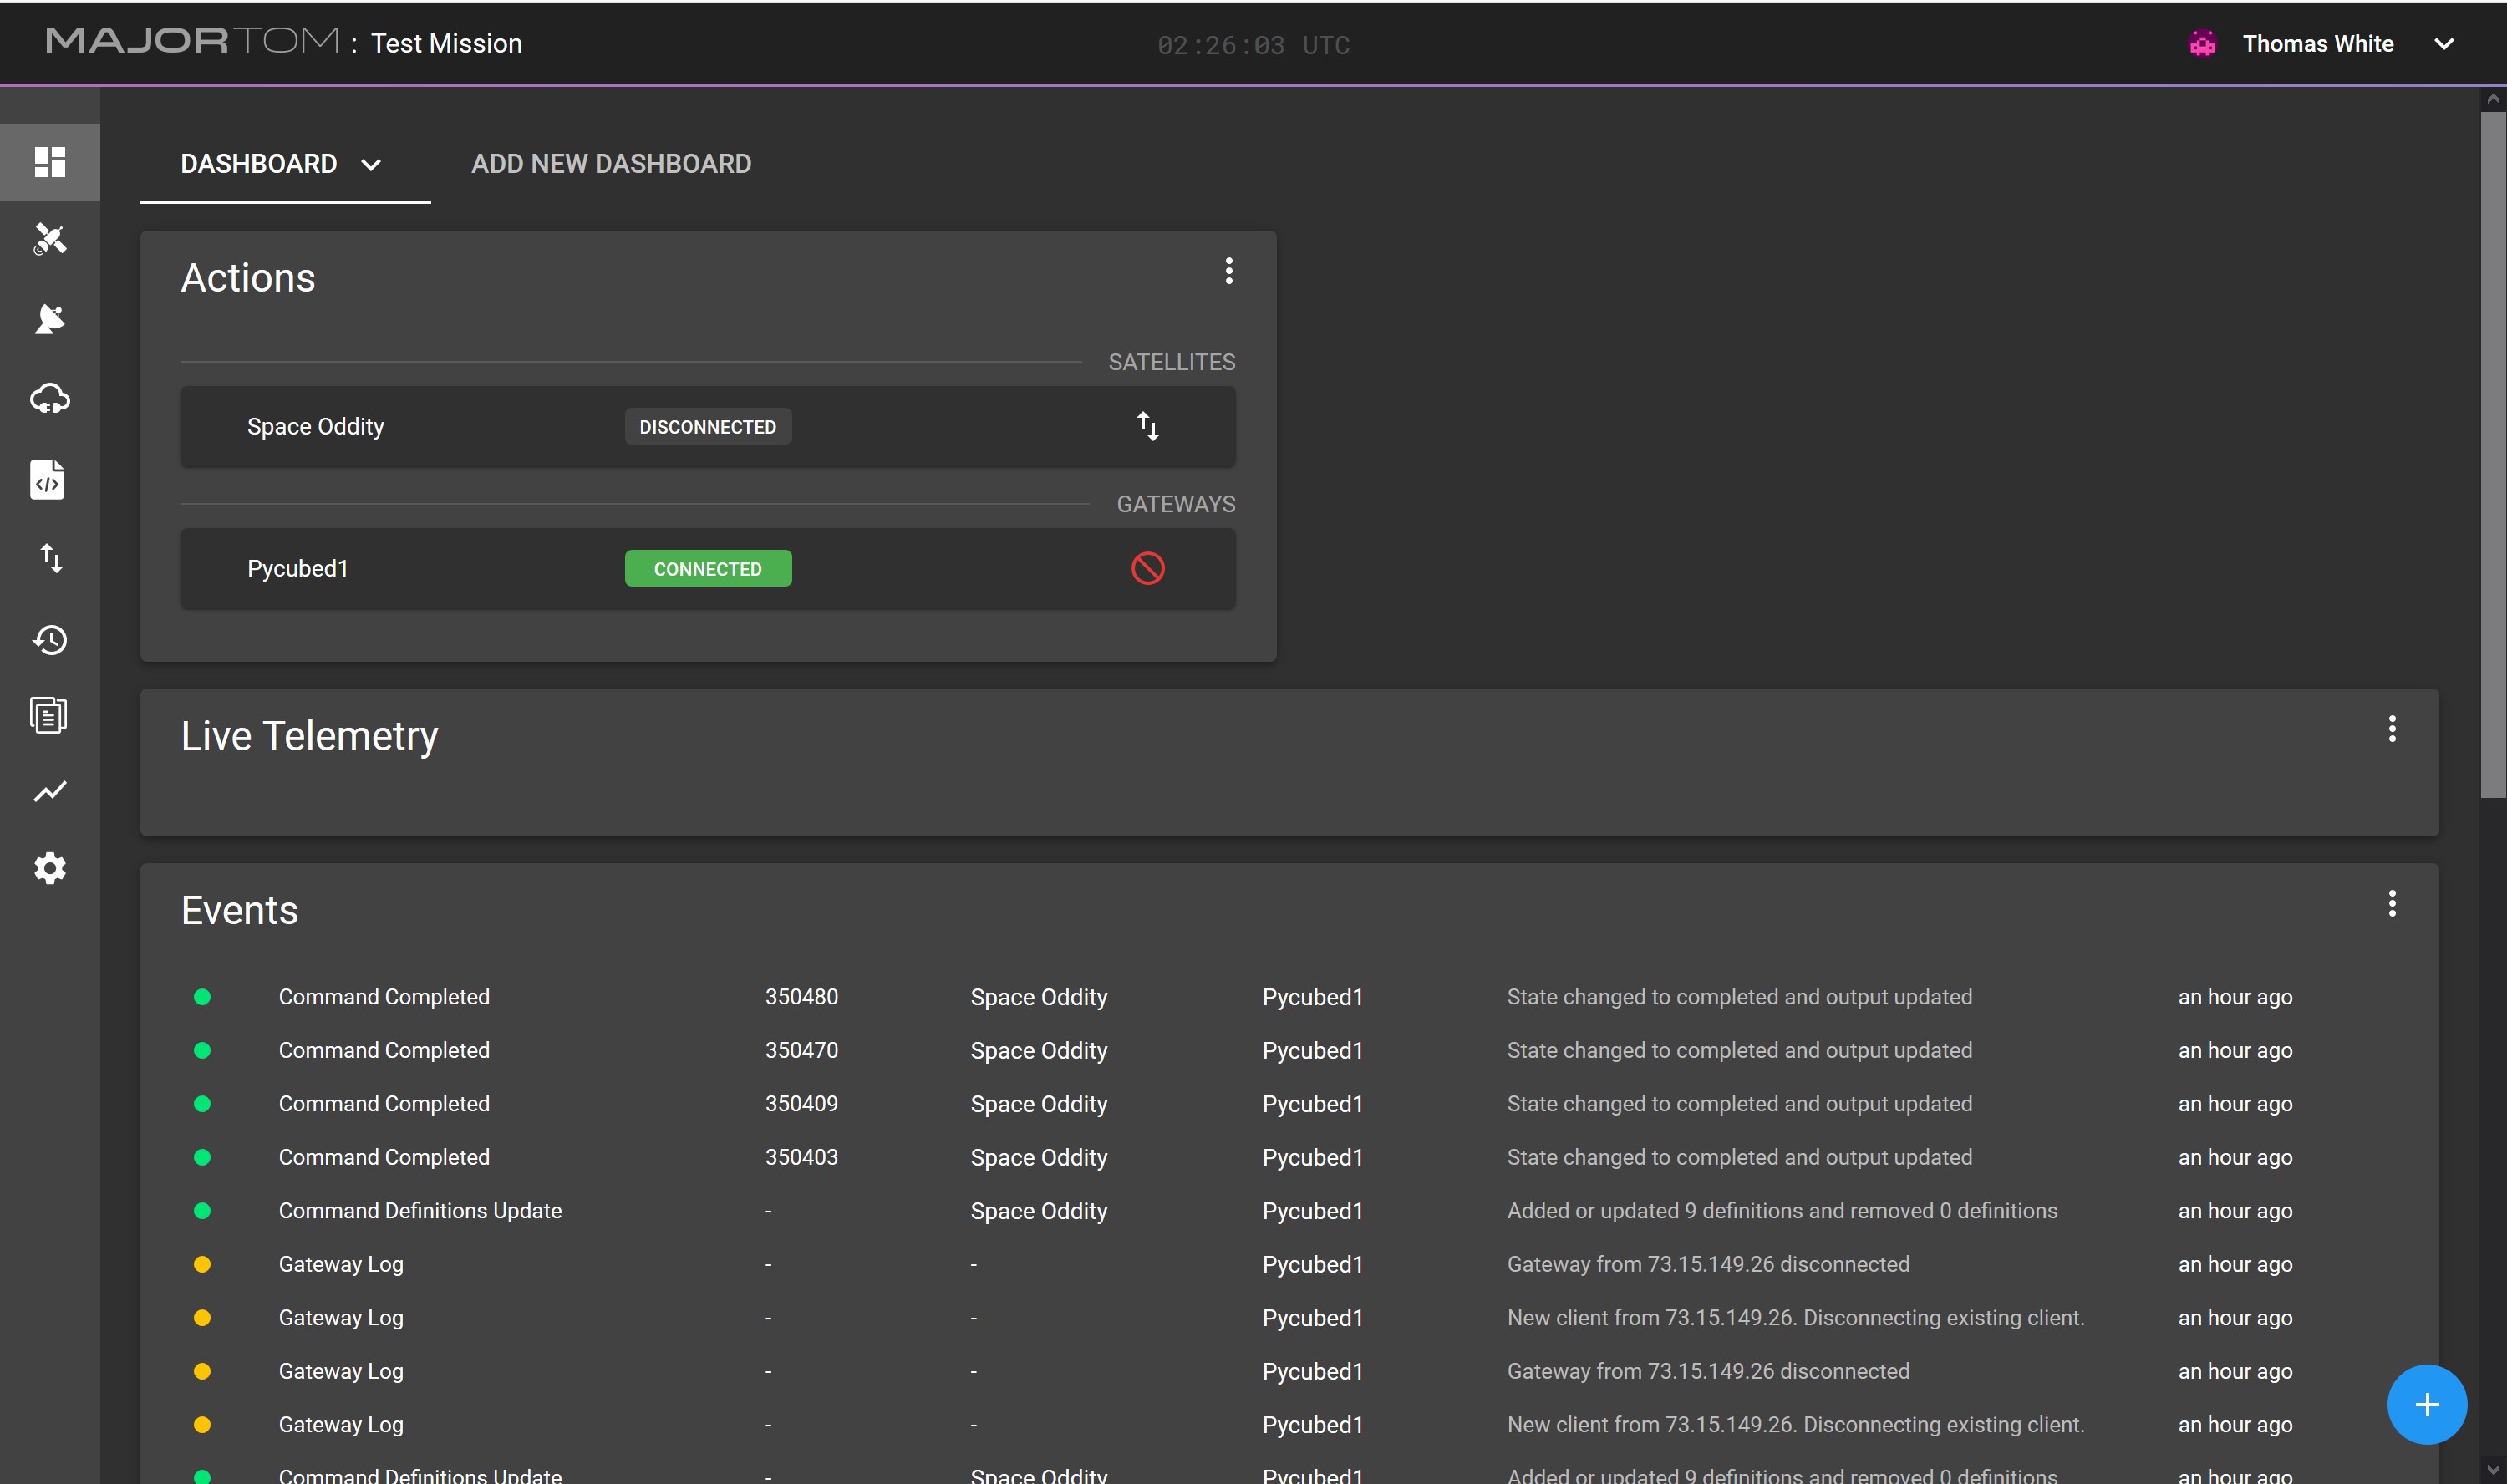 MAJORTOM : Test Mission
02:26:03 UTC
Thomas White
DASHBOARD
ADD NEW DASHBOARD
Actions
SATELLITES
Space Oddity DISCONNECTED
GATEWAYS
Pycubed1 CONNECTED
Live Telemetry
Events
Command Completed 350480 Space Oddity Pycubed1 State changed to completed and output updated an hour ago
Command Completed 350470 Space Oddity Pycubed1 State changed to completed and output updated an hour ago
Command Completed 350409 Space Oddity Pycubed1 State changed to completed and output updated an hour ago
Command Completed 350403 Space Oddity Pycubed1 State changed to completed and output updated an hour ago
Command Definitions Update - Space Oddity Pycubed1 Added or updated 9 definitions and removed 0 definitions an hour ago
Gateway Log - - Pycubed1 Gateway from 73.15.149.26 disconnected an hour ago
Gateway Log - - Pycubed1 New client from 73.15.149.26. Disconnecting existing client. an hour ago
Gateway Log - - Pycubed1 Gateway from 73.15.149.26 disconnected an hour ago
Gateway Log - - Pycubed1 New client from 73.15.149.26. Disconnecting existing client. an hour ago
Command Definitions Update - Space Oddity Pycubed1 Added or updated 9 definitions and removed 0 definitions an hour ago